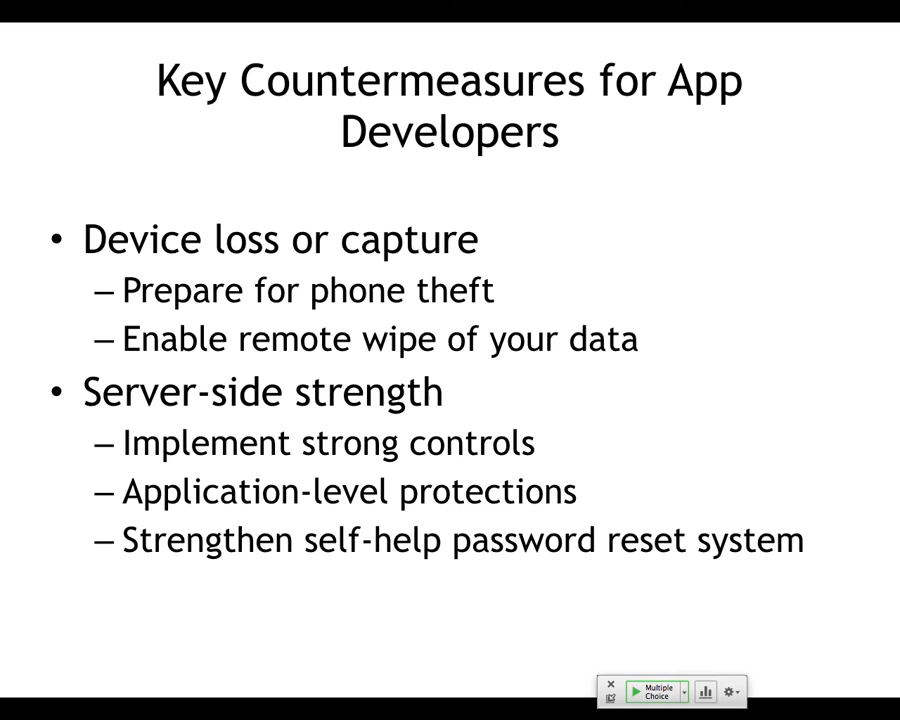 Key Countermeasures for App
Developers
• Device loss or capture
– Prepare for phone theft
– Enable remote wipe of your data
• Server-side strength
– Implement strong controls
– Application-level protections
– Strengthen self-help password reset system
Multiple
Choice